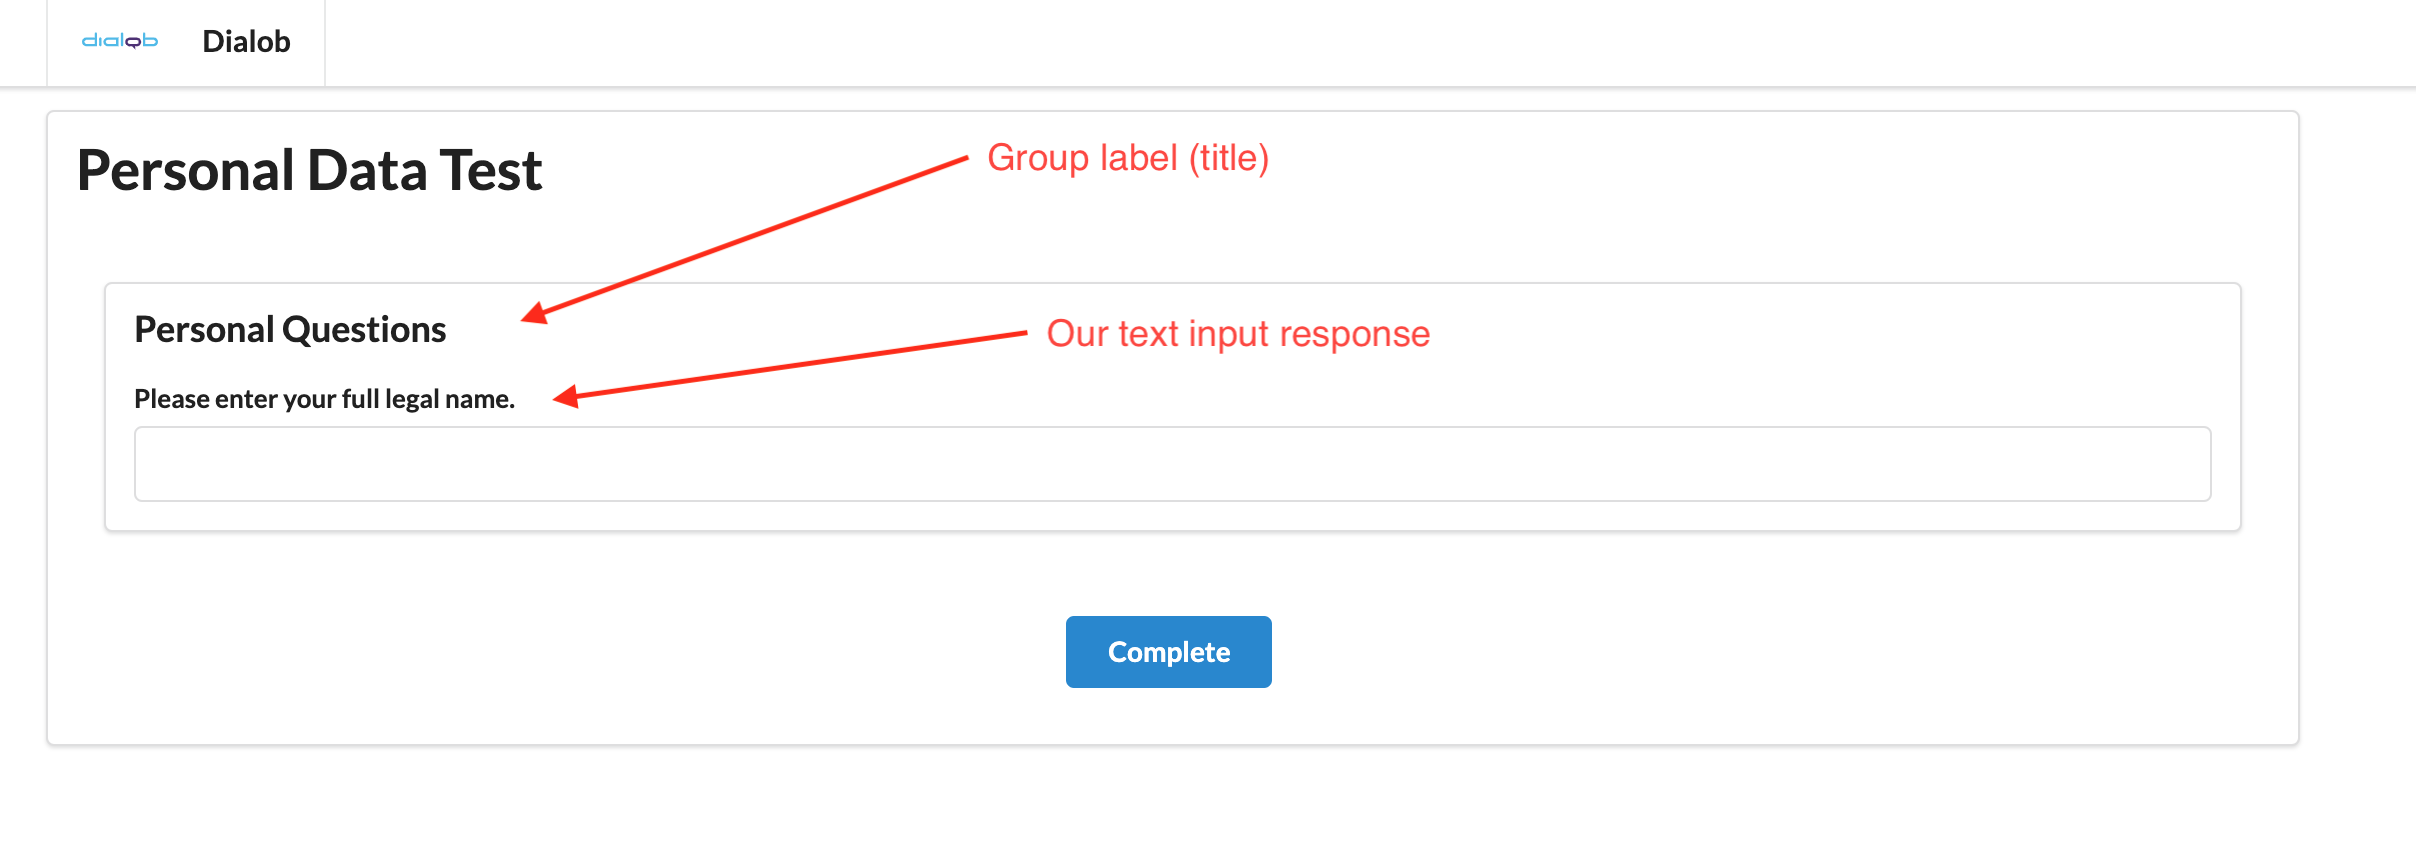 dialob Dialob
Personal Data Test
Group label (title)
Personal Questions
Our text input response
Please enter your full legal name.
Complete